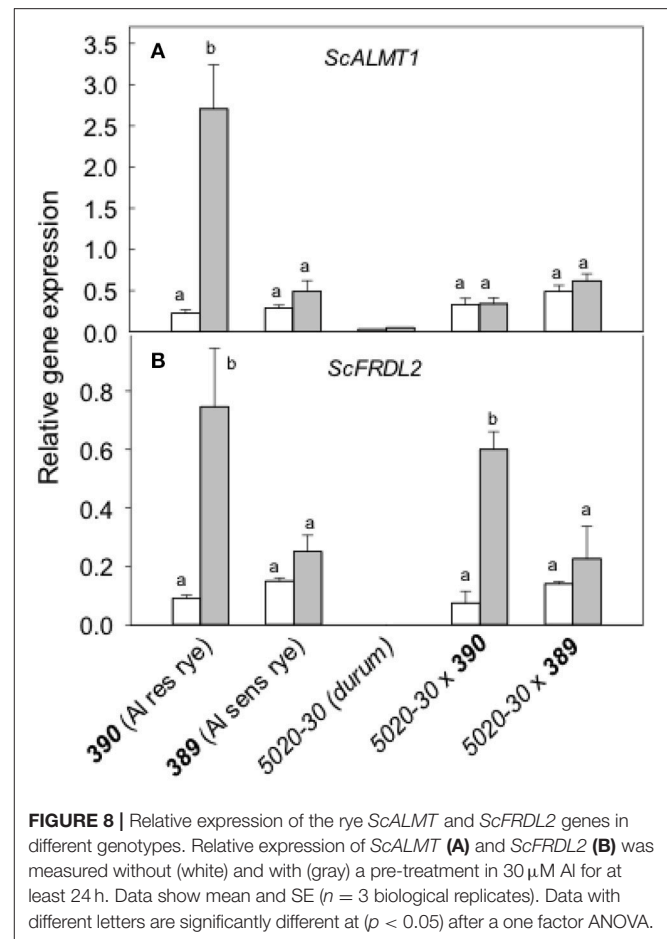 A
ScALMT1
3.5
3.0
2.5
2.0
1.5
1.0
0.5
0.0
a
b
a
a
a
a
a
a
B
ScFRDL2
0.8
0.6
0.4
0.2
0.0
a
b
a
a
a
b
a
a
Relative gene expression
390 (Al res rye)
389 (Al sens rye)
5020-30 (durum)
5020-30 x 390
5020-30 x 389
FIGURE 8 | Relative expression of the rye ScALMT and ScFRDL2 genes in
different genotypes. Relative expression of ScALMT (A) and ScFRDL2 (B) was
measured without (white) and with (gray) a pre-treatment in 30 μM Al for at
least 24 h. Data show mean and SE (n = 3 biological replicates). Data with
different letters are significantly different at (p < 0.05) after a one factor ANOVA.